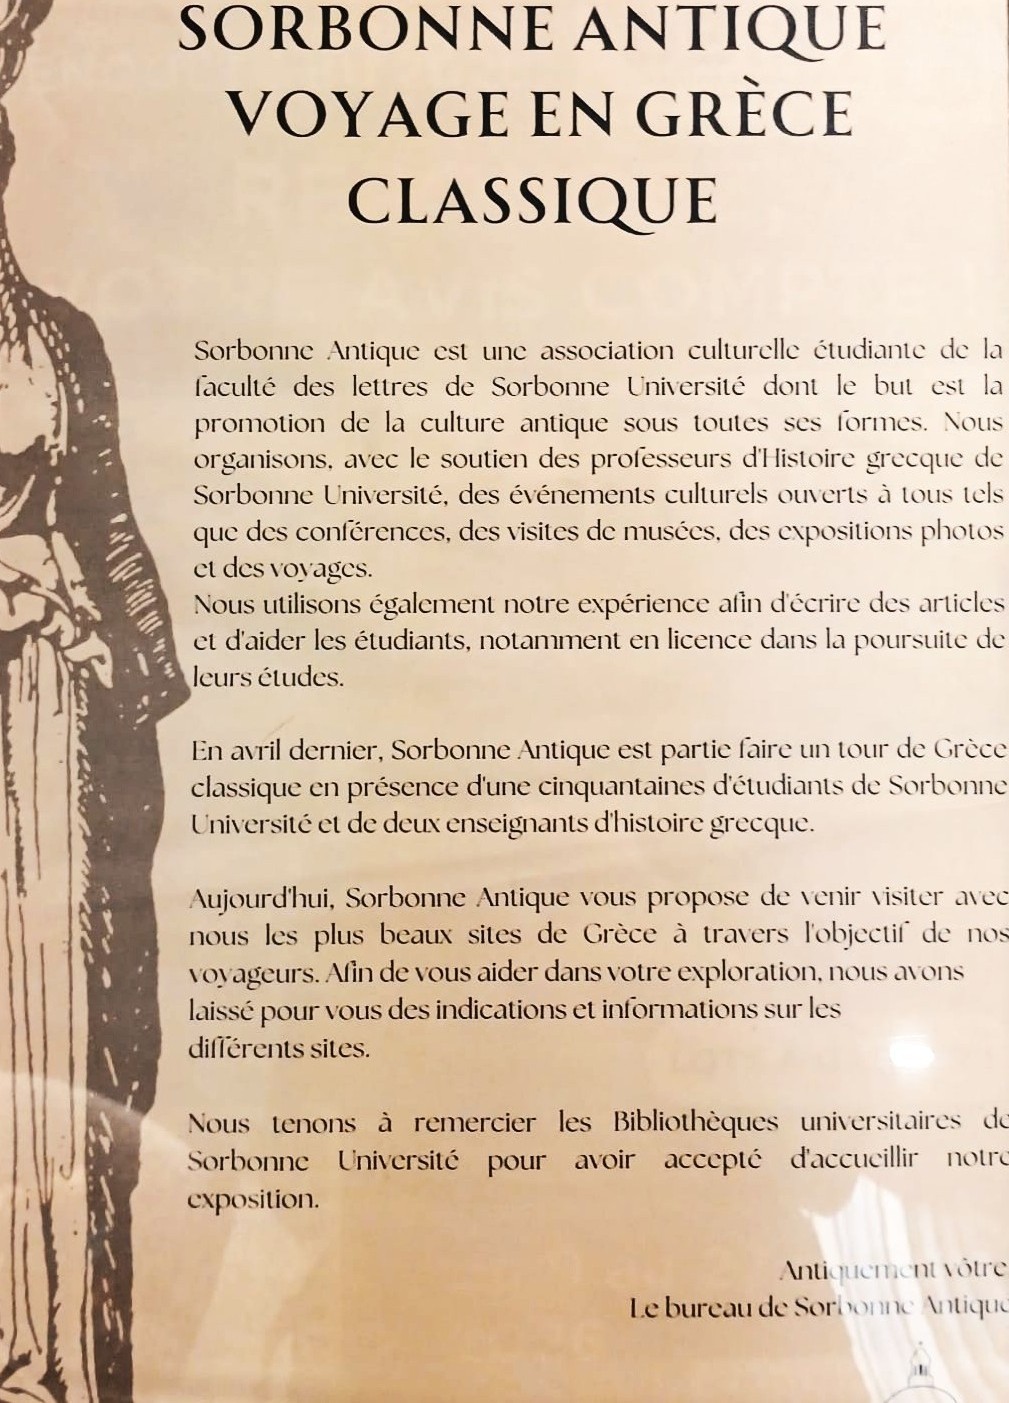 SORBONNE ANTIQUE
VOYAGE EN GRÈCE
CLASSIQUE
Sorbonne Antique est une association culturelle étudiante de la
faculté des lettres de Sorbonne Université dont le but est la
promotion de la culture antique sous toutes ses formes. Nous
organisons, avec le soutien des professeurs d'Histoire grecque de
Sorbonne Université, des événements culturels ouverts à tous tels
que des conférences, des visites de musées, des expositions photos
et des voyages.
Nous utilisons également notre expérience afin d'écrire des articles
et d'aider les étudiants, notamment en licence dans la poursuite de
leurs études.
En avril dernier, Sorbonne Antique est partie faire un tour de Grèce
classique en présence d'une cinquantaines d'étudiants de Sorbonne
Université et de deux enseignants d'histoire grecque.
Aujourd'hui, Sorbonne Antique vous propose de venir visiter avec
nous les plus beaux sites de Grèce à travers l'objectif de nos
voyageurs. Afin de vous aider dans votre exploration, nous avons
laissé pour vous des indications et informations sur les
différents sites.
Nous tenons à remercier les Bibliothèques universitaires de
Sorbonne Université pour avoir accepté d'accueillir notre
exposition.
Antiquement vôtre
Le bureau de Sorbonne Antique